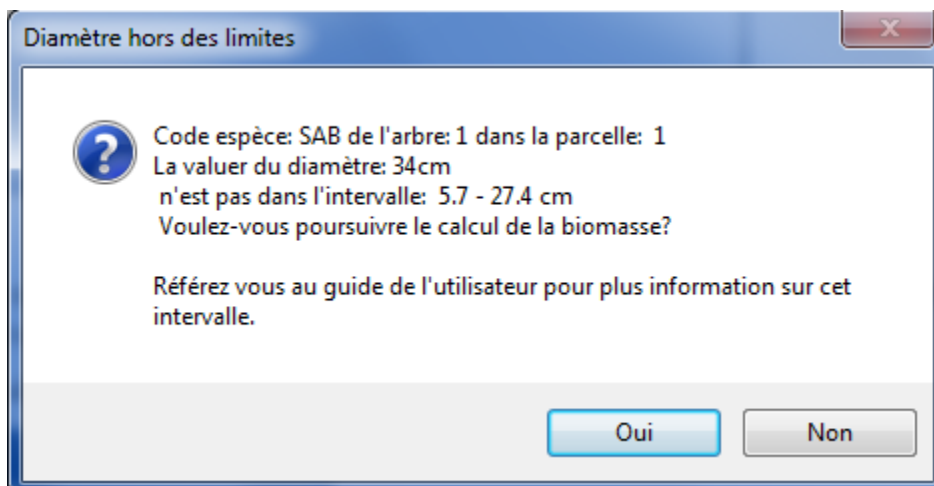 Diamètre hors des limites
Code espèce: SAB de l'arbre: 1 dans la parcelle: 1
La valuer du diamètre: 34cm
n'est pas dans l'intervalle: 5.7 - 27.4 cm
Voulez-vous poursuivre le calcul de la biomasse?
Référez vous au guide de l'utilisateur pour plus information sur cet
intervalle.
Oui
Non